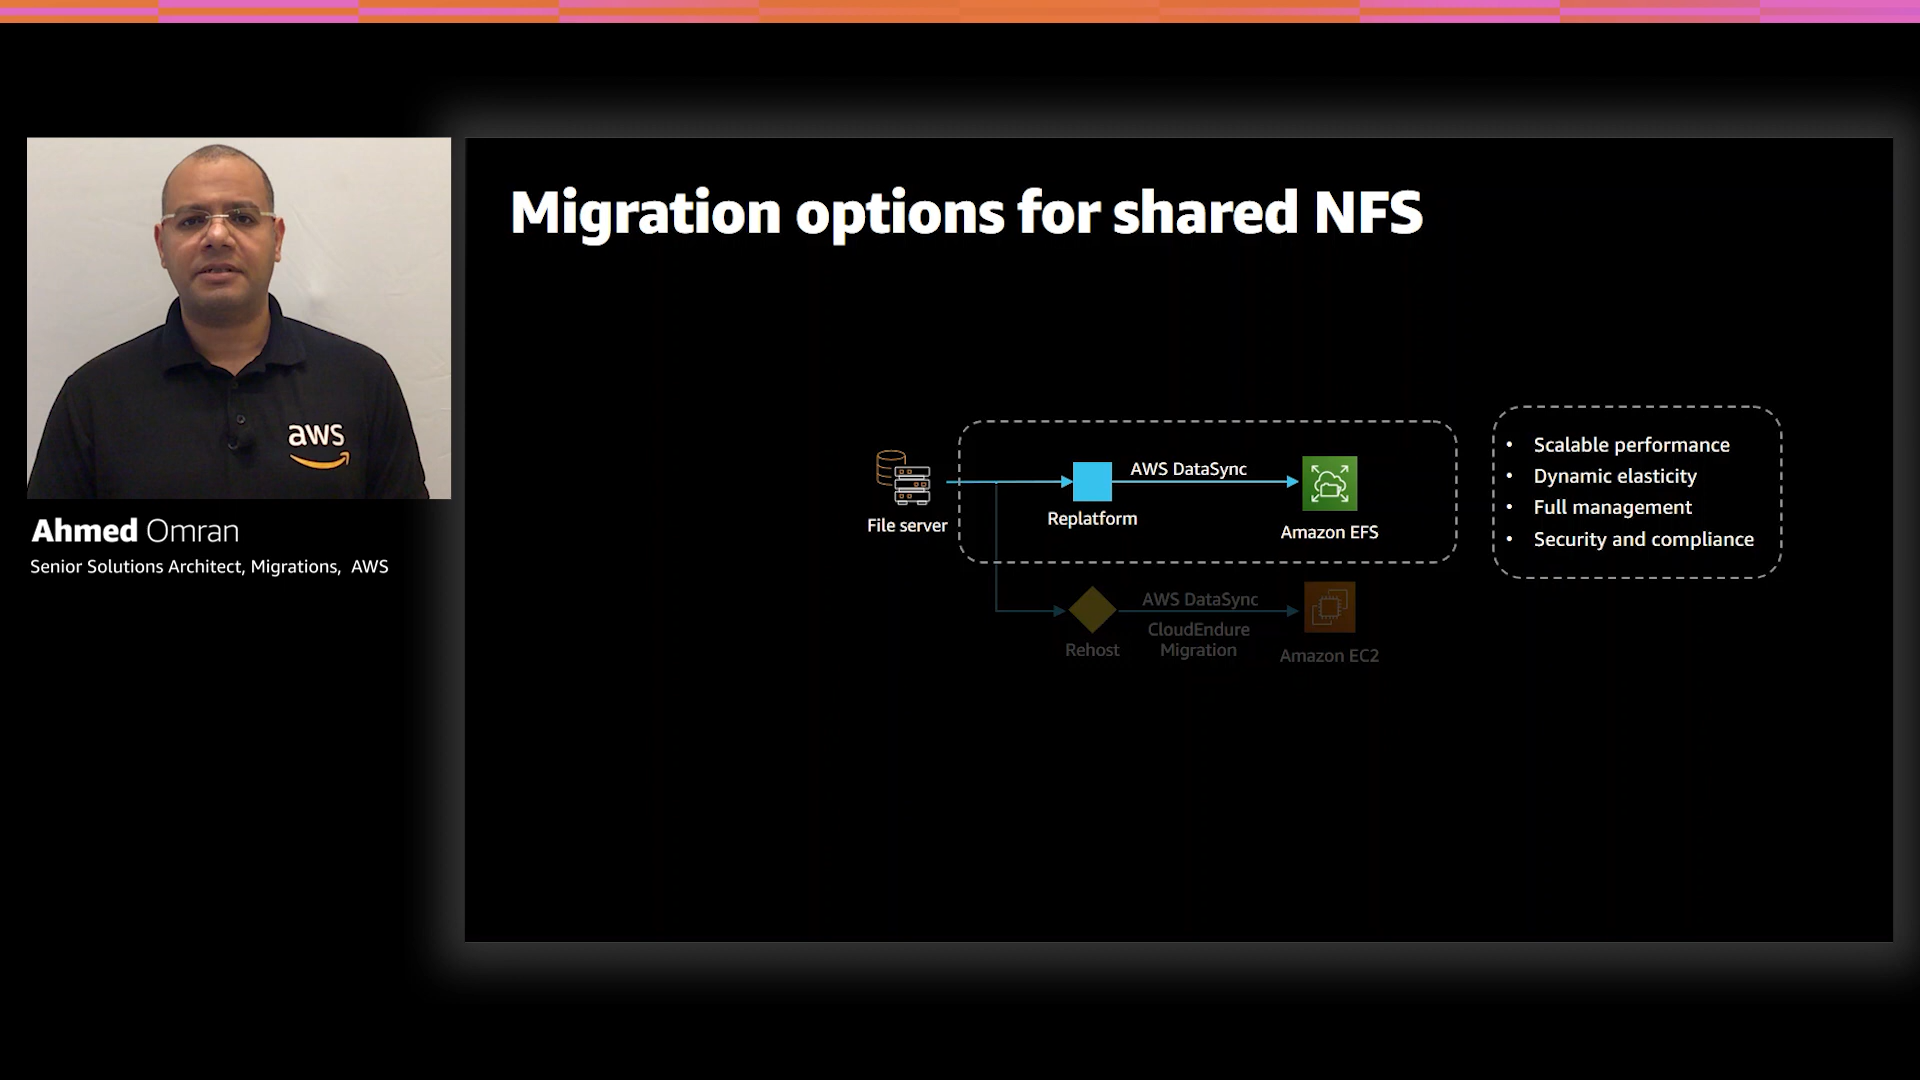 Migration options for shared NFS
aws
Ahmed Omran
Senior Solutions Architect, Migrations, AWS
File server
Replatform
AWS DataSync
Amazon EFS
Rehost
AWS DataSync
CloudEndure
Migration
Amazon EC2
• Scalable performance
• Dynamic elasticity
• Full management
• Security and compliance